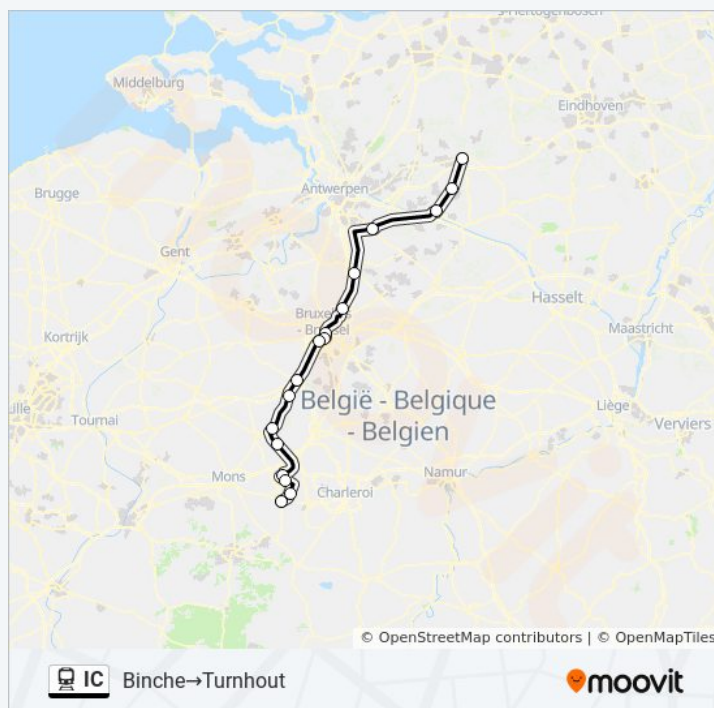 's-Hertogenbosch
Middelburg
Eindhoven
Brugge
Antwerpen
Gent
Hasselt
Bruxelles
- Brussel
Maastricht
Kortrijk
België - Belgique
- Belgien
Liège
ille
Tournai
Verviers
Mons
Namur
Charleroi
© OpenStreetMap contributors | © OpenMapTiles
IC Binche→Turnhout
moovit